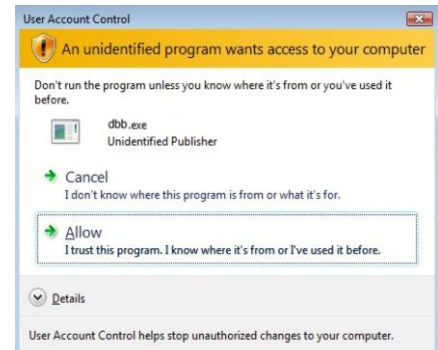 User Account Control
An unidentified program wants access to your computer
Don't run the program unless you know where it's from or you've used it
before.
dbb.exe
Unidentified Publisher
Cancel
I don't know where this program is from or what it's for.
Allow
I trust this program. I know where it's from or I've used it before.
Details
User Account Control helps stop unauthorized changes to your computer.